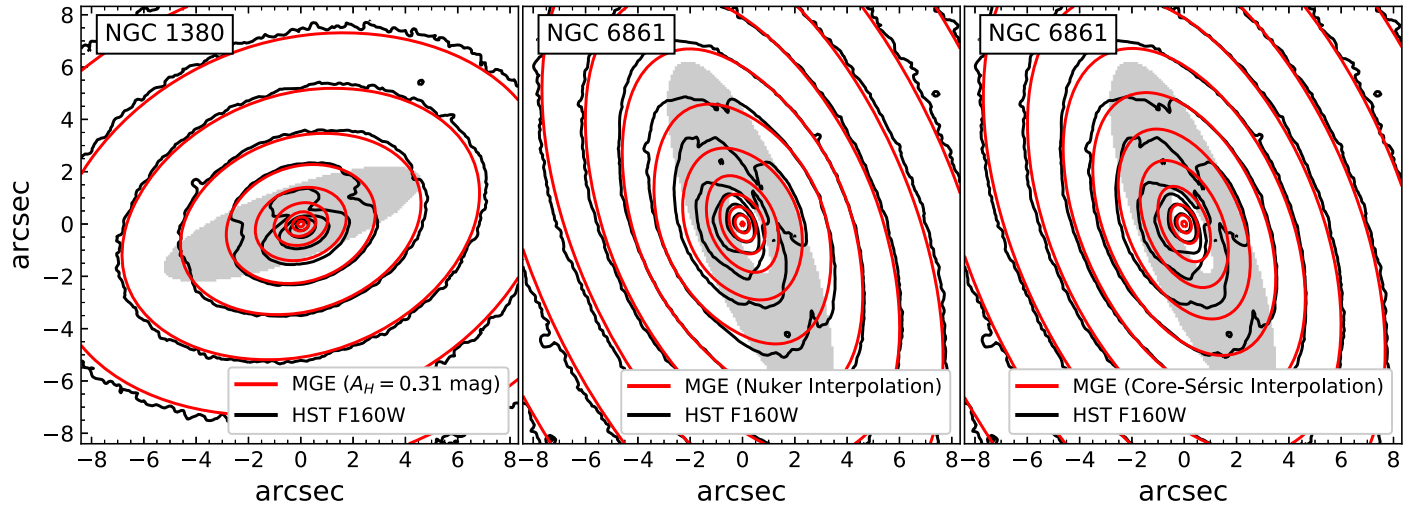 NGC 1380
NGC 6861
NGC 6861
arcsec
8
6
4
2
0
−2
−4
−6
−8
MGE (A_H = 0.31 mag)
HST F160W
MGE (Nuker Interpolation)
HST F160W
MGE (Core-Sérsic Interpolation)
HST F160W
−8 −6 −4 −2 0 2 4 6 8
−8 −6 −4 −2 0 2 4 6 8
−8 −6 −4 −2 0 2 4 6 8
arcsec
arcsec
arcsec